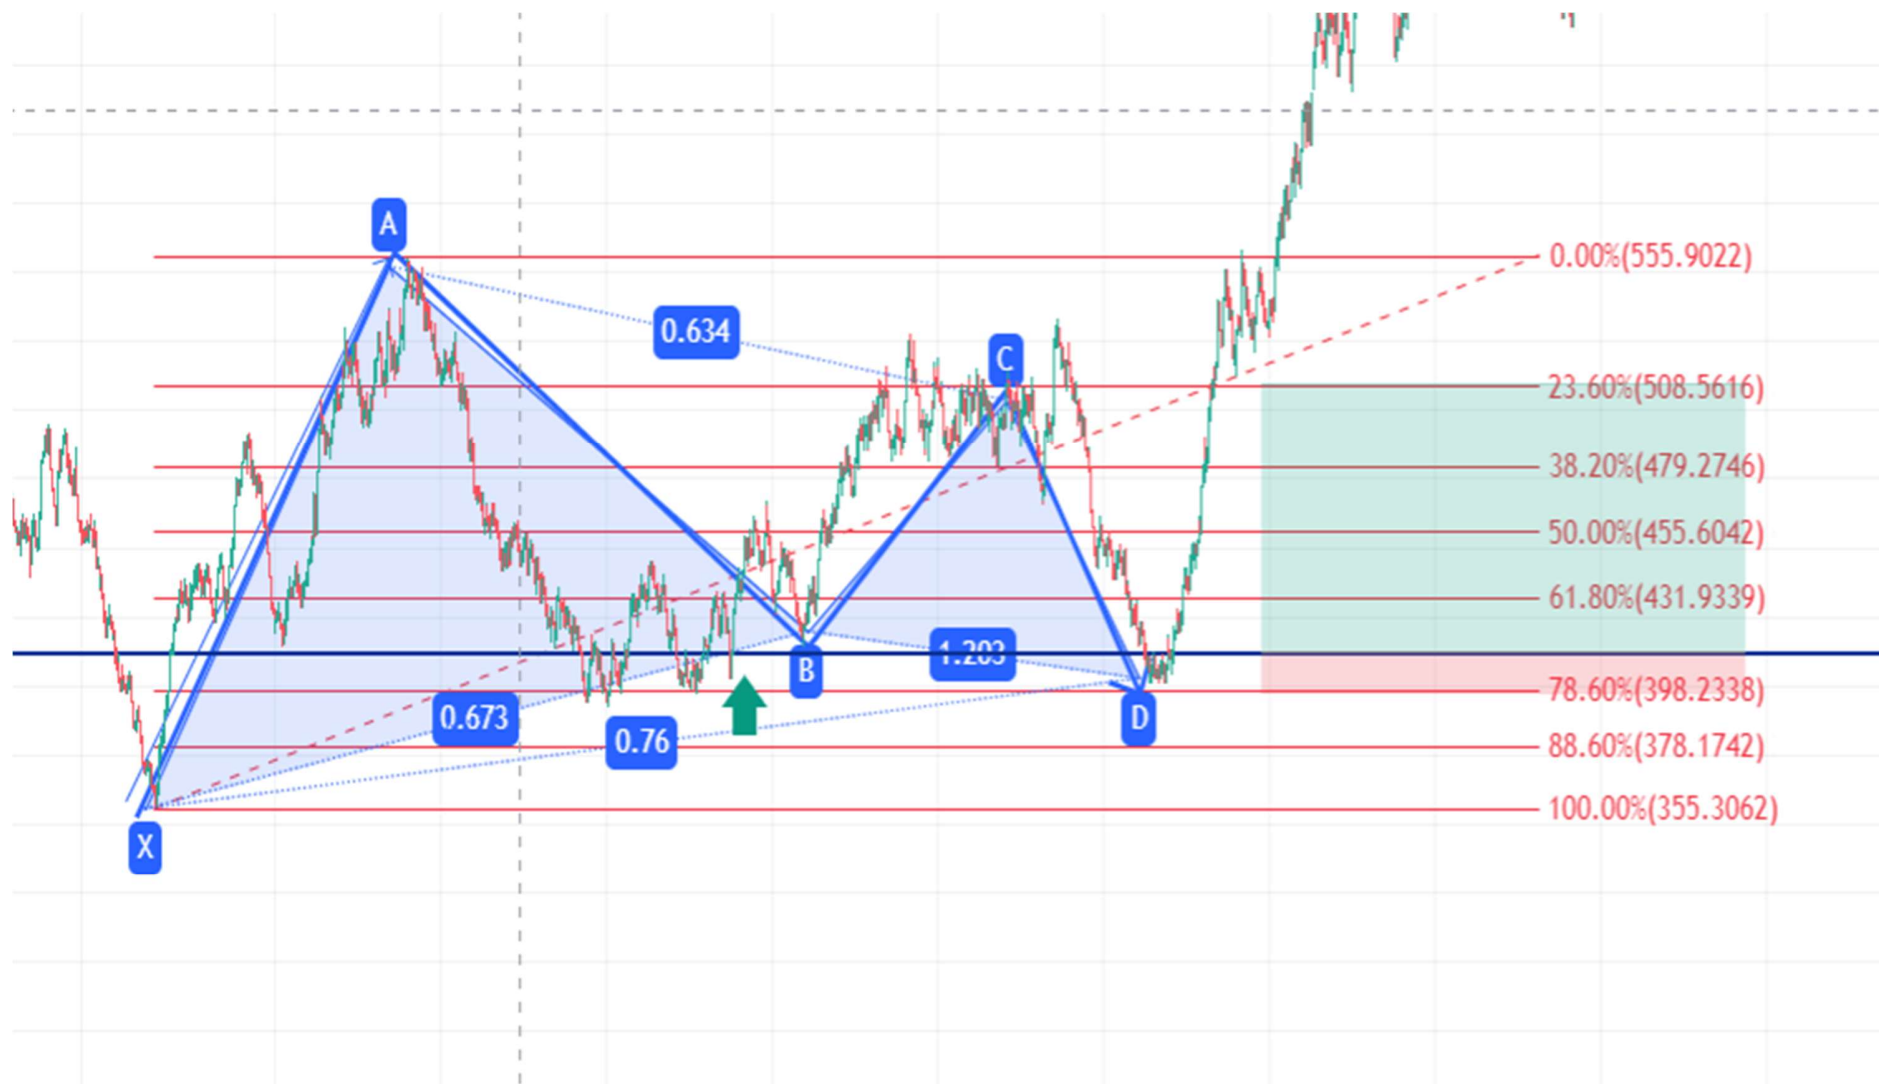 A
0.00%(555.9022)
0.634
C
23.60%(508.5616)
38.20%(479.2746)
50.00%(455.6042)
61.80%(431.9339)
1.203
B
78.60%(398.2338)
0.673
D
0.76
88.60%(378.1742)
100.00%(355.3062)
X